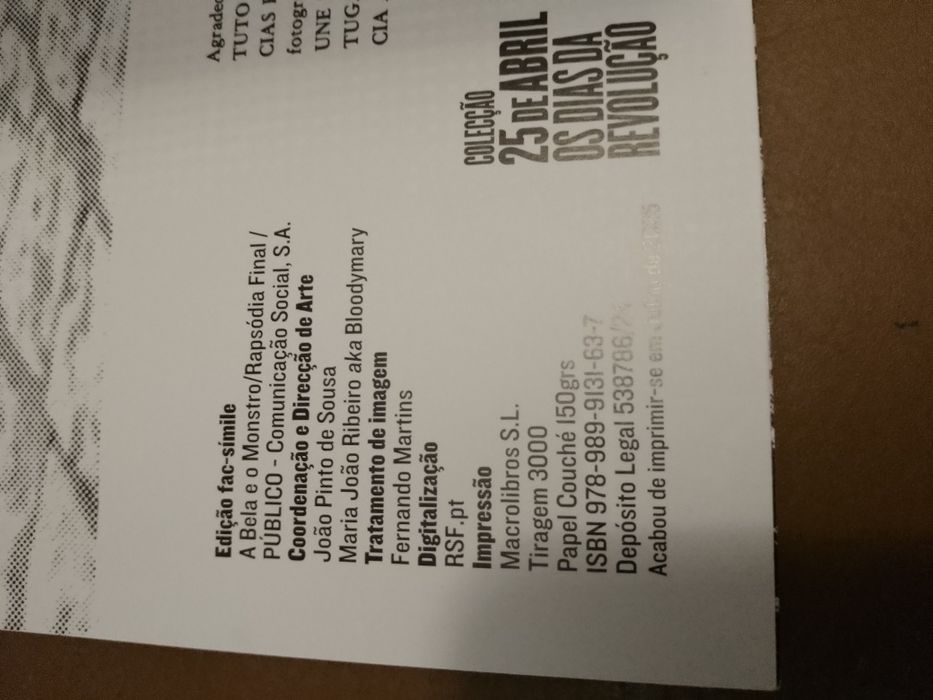 Agradec
TUTO
CIAS
fotogr
UNE
TUG
CIA
Edição fac-símile
A Bela e o Monstro/Rapsódia Final /
PÚBLICO - Comunicação Social, S.A.
Coordenação e Direcção de Arte
João Pinto de Sousa
Maria João Ribeiro aka Bloodymary
Tratamento de imagem
Fernando Martins
Digitalização
RSF.pt
Impressão
Macrolibros S.L.
Tiragem 3000
Papel Couché 150grs
ISBN 978-989-9131-63-7
Depósito Legal 538786/
Acabou de imprimir-se em
COLECÇÃO
25 DE ABRIL
OS DIAS DA
REVOLUÇÃO